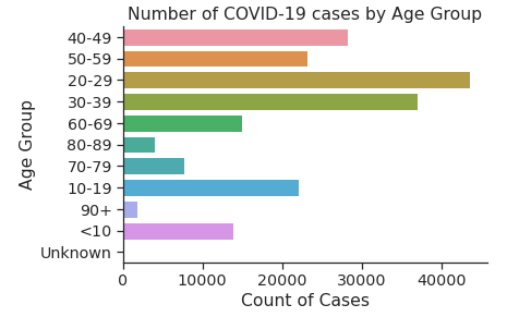 Number of COVID-19 cases by Age Group
Age Group
40-49
50-59
20-29
30-39
60-69
80-89
70-79
10-19
90+
<10
Unknown
0 10000 20000 30000 40000
Count of Cases